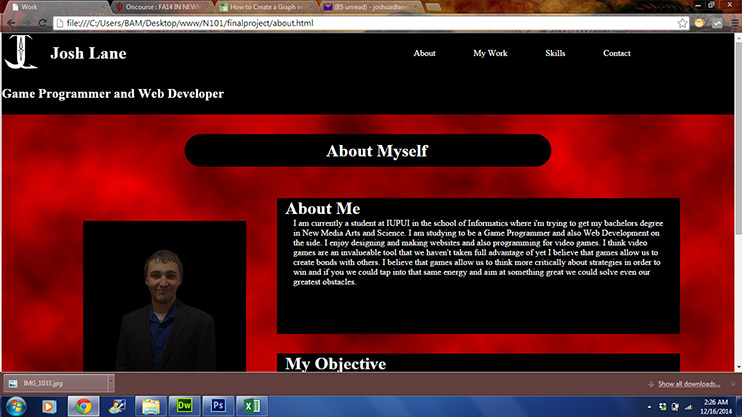 Work
Oncourse : FA14 IN NEWM
How to Create a Graph in
(85 unread) - joshuadlan
file:///C:/Users/BAM/Desktop/www/N101/finalproject/about.html
JL
Josh Lane
About My Work Skills Contact
Game Programmer and Web Developer
About Myself
About Me
I am currently a student at IUPUI in the school of Informatics where i'm trying to get my bachelors degree
in New Media Arts and Science. I am studying to be a Game Programmer and also Web Development on
the side. I enjoy designing and making websites and also programming for video games. I think video
games are an invalueable tool that we haven't taken full advantage of yet I believe that games allow us to
create bonds with others. I believe that games allow us to think more critically about strategies in order to
win and if you we could tap into that same energy and aim at something great we could solve even our
greatest obstacles.
My Objective
IMG_1033.jpg
Show all downloads...
Dw
Ps
2:26 AM
12/16/2014